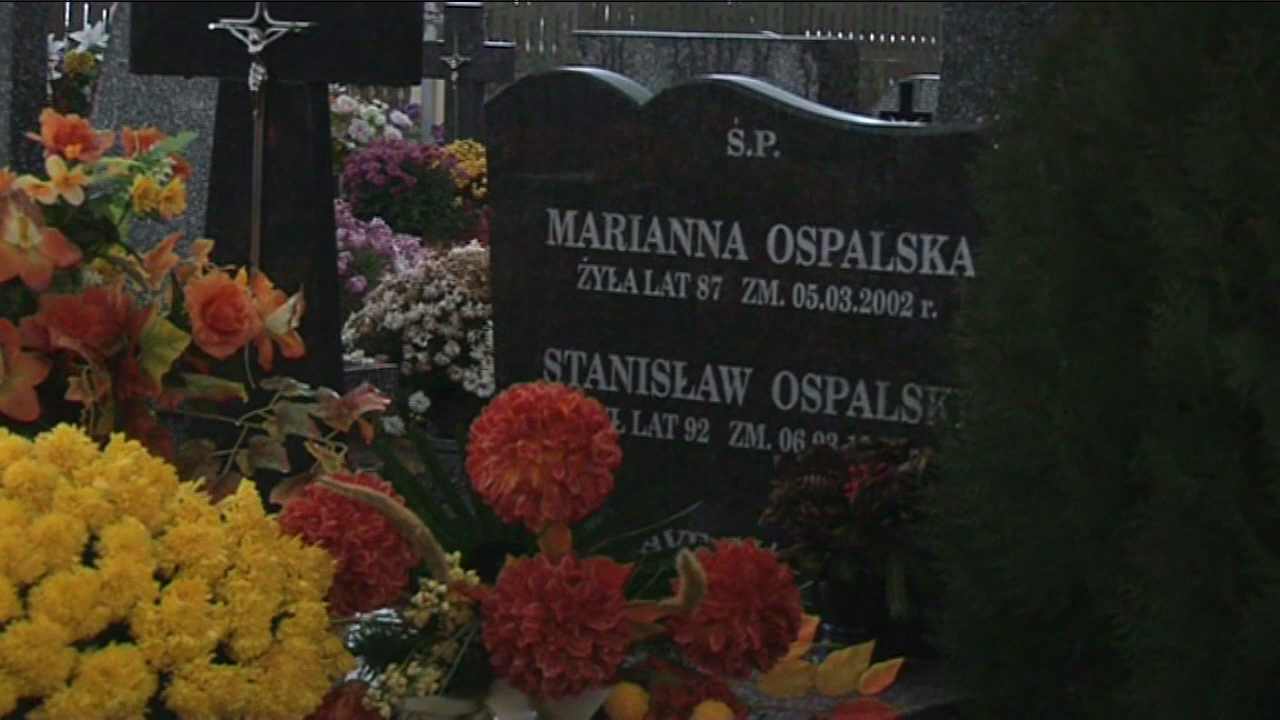 Ś.P.
MARIANNA OSPALSKA
ŻYŁA LAT 87 ZM. 05.03.2002 r.
STANISŁAW OSPALSKI
LAT 92 ZM.